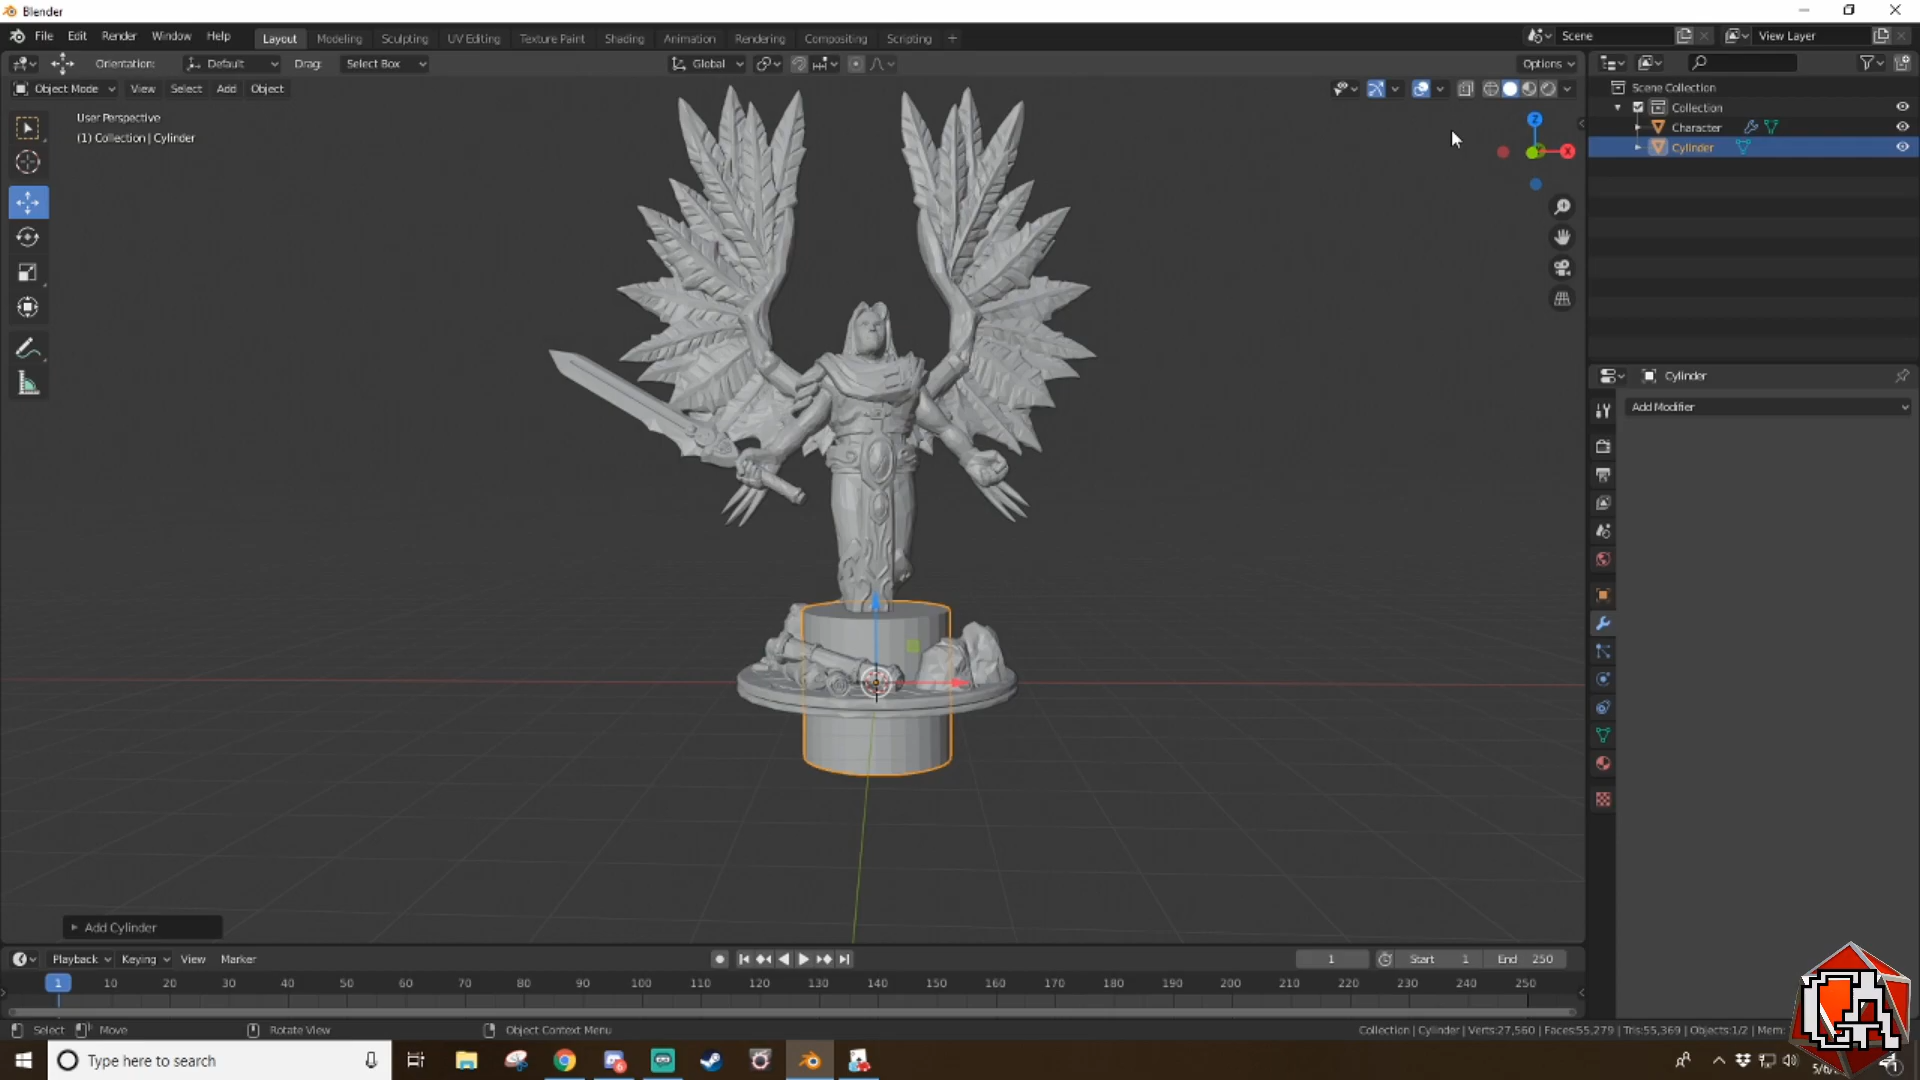 Blender
File Edit Render Window Help Layout Modeling Sculpting UV Editing Texture Paint Shading Animation Rendering Compositing Scripting + Scene View Layer
Orientation: Default Drag: Select Box Global Options
Object Mode View Select Add Object
User Perspective
(1) Collection | Cylinder
Z
X
Scene Collection
Collection
Character
Cylinder
Cylinder
Add Modifier
Add Cylinder
Playback Keying View Marker 1 Start 1 End 250
1 10 20 30 40 50 60 70 80 90 100 110 120 130 140 150 160 170 180 190 200 210 220 230 240 250
Select Move Rotate View Object Context Menu Collection | Cylinder | Verts:27,560 | Faces:55,279 | Tris:55,369 | Objects:1/2 | Mem:
Type here to search